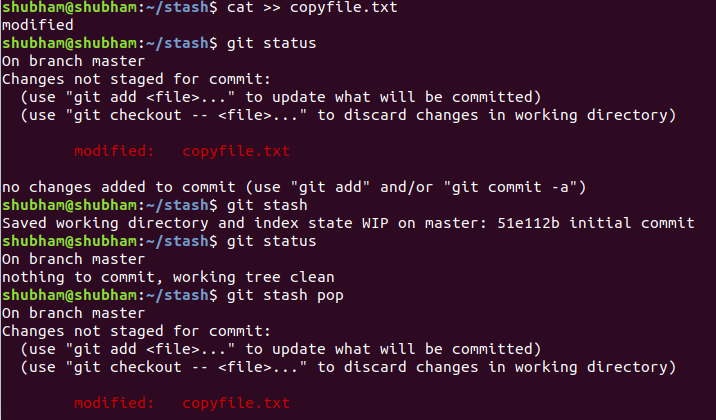 shubham@shubham:~/stash$ cat >> copyfile.txt
modified
shubham@shubham:~/stash$ git status
On branch master
Changes not staged for commit:
  (use "git add <file>..." to update what will be committed)
  (use "git checkout -- <file>..." to discard changes in working directory)
        modified:   copyfile.txt
no changes added to commit (use "git add" and/or "git commit -a")
shubham@shubham:~/stash$ git stash
Saved working directory and index state WIP on master: 51e112b initial commit
shubham@shubham:~/stash$ git status
On branch master
nothing to commit, working tree clean
shubham@shubham:~/stash$ git stash pop
On branch master
Changes not staged for commit:
  (use "git add <file>..." to update what will be committed)
  (use "git checkout -- <file>..." to discard changes in working directory)
        modified:   copyfile.txt